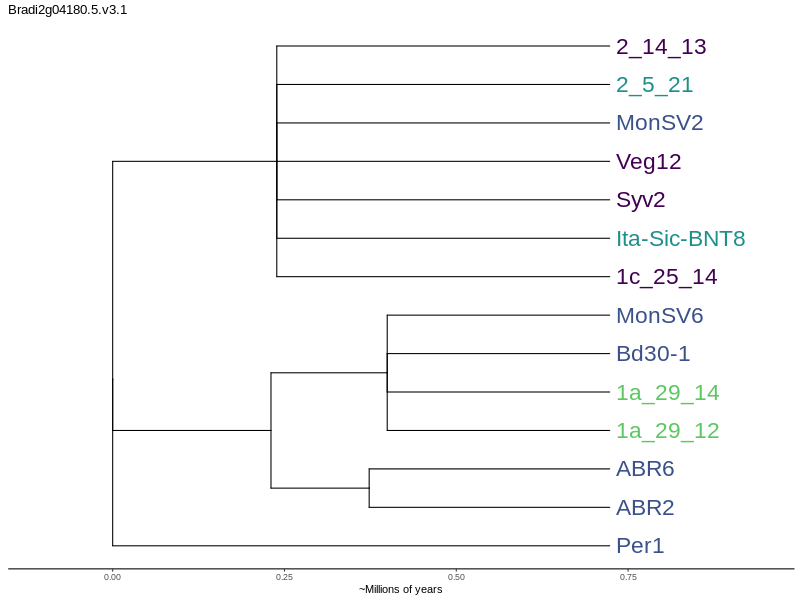 Bradi2g04180.5.v3.1
2_14_13
2_5_21
MonSV2
Veg12
Syv2
Ita-Sic-BNT8
1c_25_14
MonSV6
Bd30-1
1a_29_14
1a_29_12
ABR6
ABR2
Per1
0.00 0.25 0.50 0.75
~Millions of years